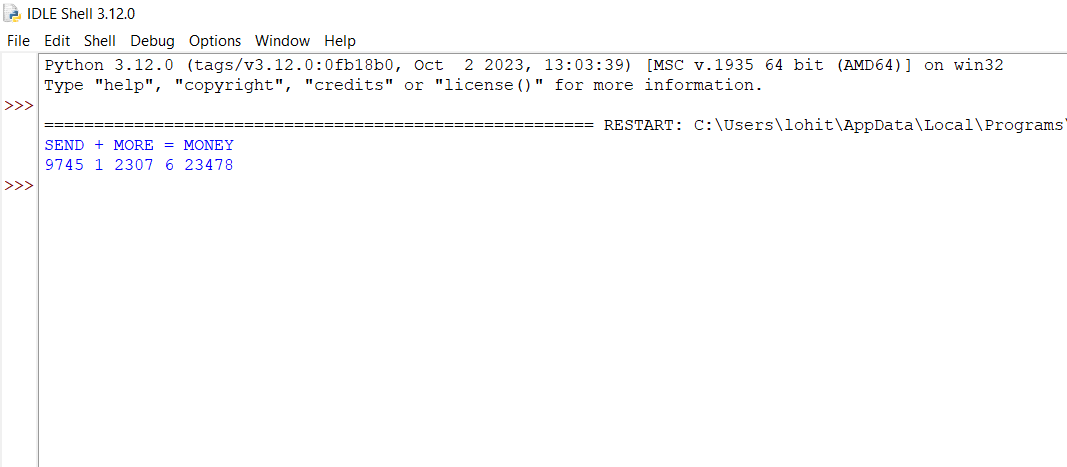 IDLE Shell 3.12.0
File Edit Shell Debug Options Window Help
Python 3.12.0 (tags/v3.12.0:0fb18b0, Oct  2 2023, 13:03:39) [MSC v.1935 64 bit (AMD64)] on win32
Type "help", "copyright", "credits" or "license()" for more information.
>>>
======================================================= RESTART: C:\Users\lohit\AppData\Local\Programs\
SEND + MORE = MONEY
9745 1 2307 6 23478
>>>